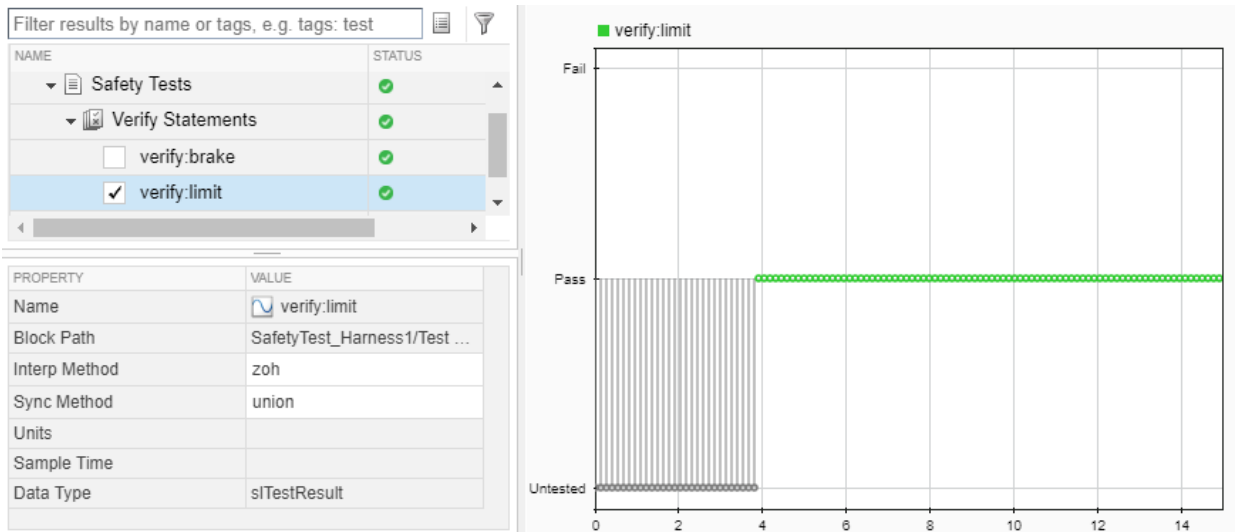 Filter results by name or tags, e.g. tags: test
NAME STATUS
Safety Tests
Verify Statements
verify:brake
verify:limit
PROPERTY VALUE
Name verify:limit
Block Path SafetyTest_Harness1/Test ...
Interp Method zoh
Sync Method union
Units
Sample Time
Data Type slTestResult
verify:limit
Fail
Pass
Untested
0 2 4 6 8 10 12 14